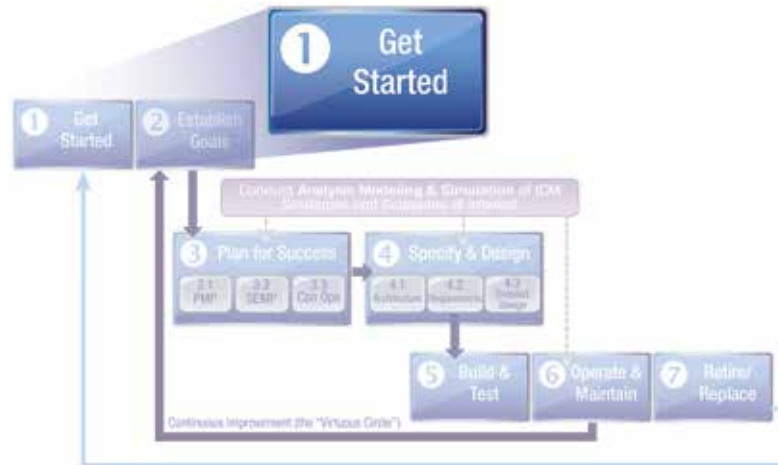 1 Get
Started
1 Get
Started
2 Establish
Goals
Conduct Analysis Modeling & Simulation of ICM
Strategies and Scenarios of Interest
3 Plan for Success
4 Specify & Design
3.1
PMP
3.2
SEMP
3.3
Con Ops
4.1
Architecture
4.2
Requirements
4.3
Detailed
Design
5 Build &
Test
6 Operate &
Maintain
7 Retire/
Replace
Continuous Improvement (the "Virtuous Circle")